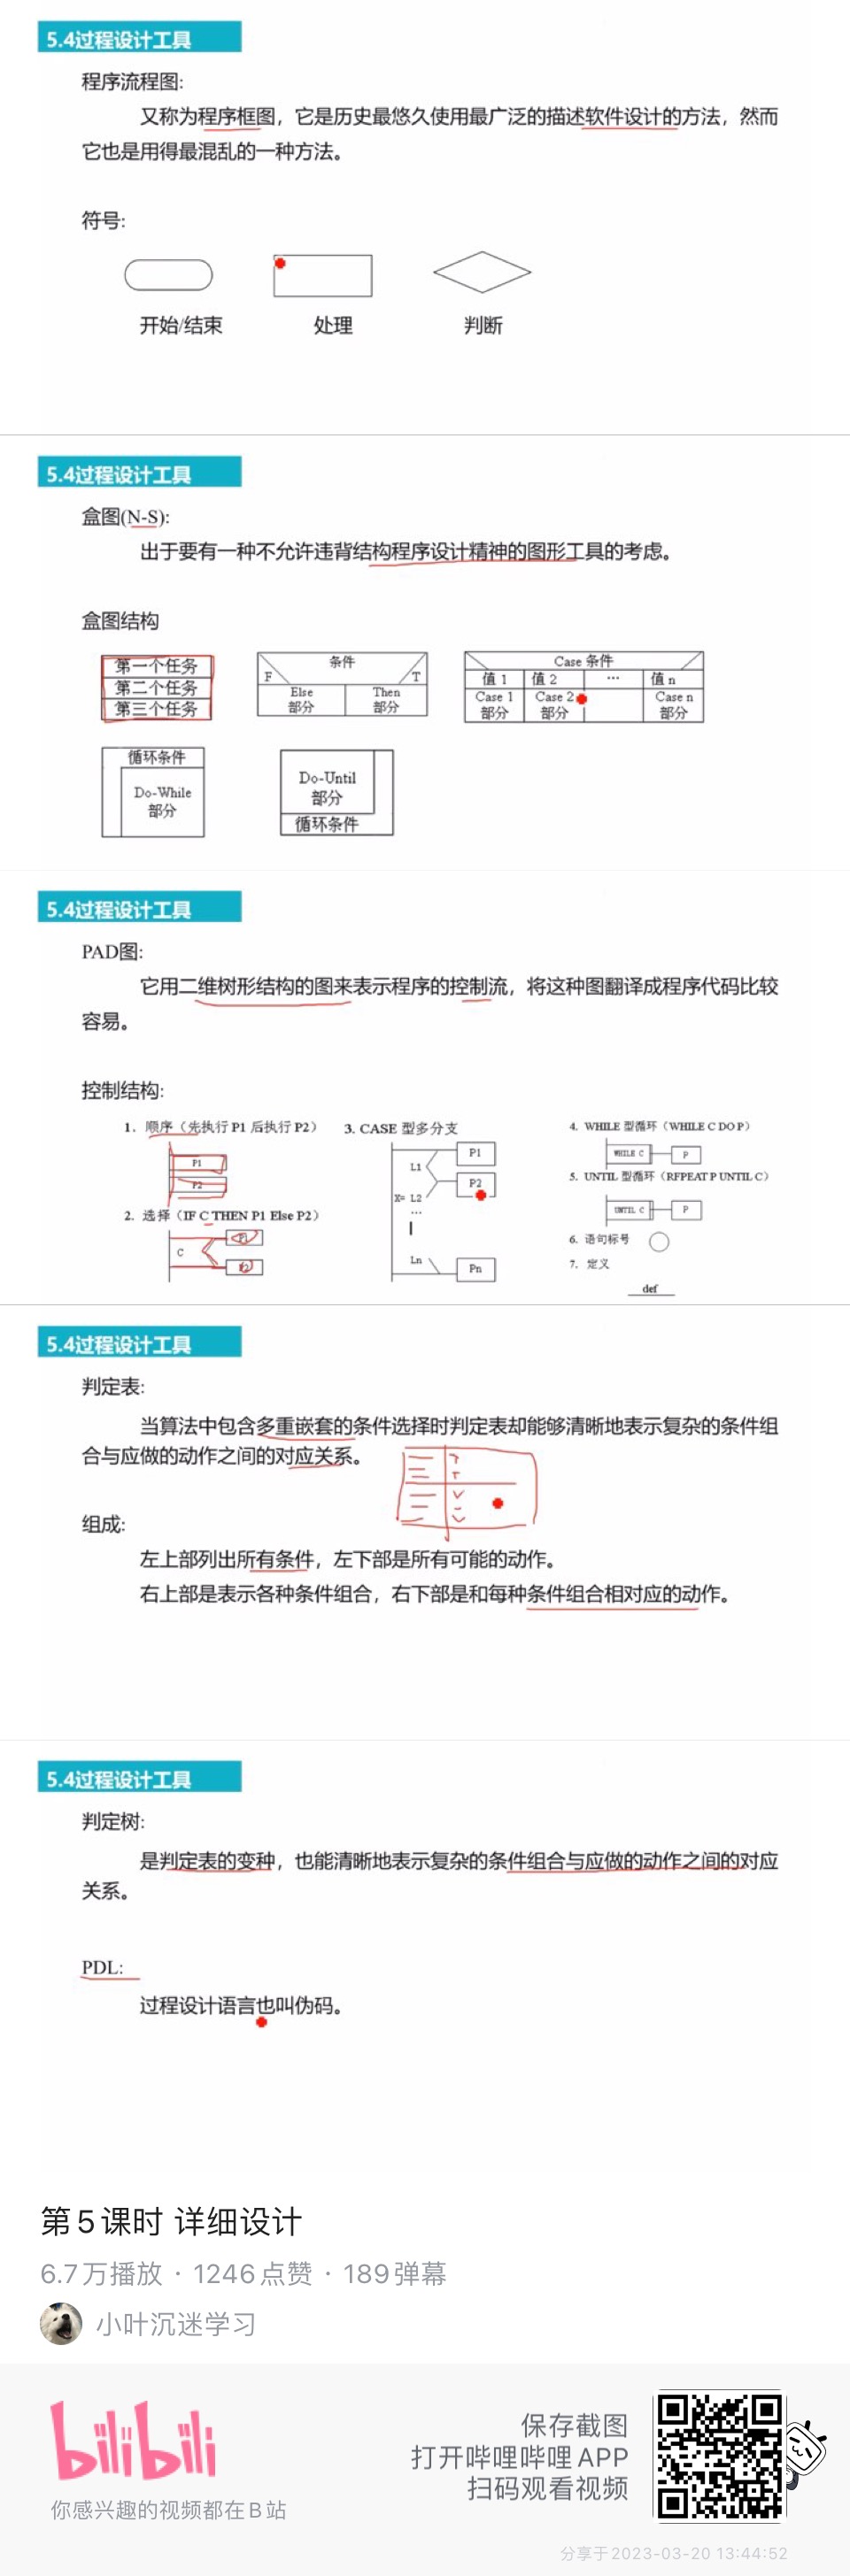 5.4过程设计工具
程序流程图:
又称为程序框图，它是历史最悠久使用最广泛的描述软件设计的方法，然而
它也是用得最混乱的一种方法。
符号:
开始/结束 处理 判断
5.4过程设计工具
盒图(N-S):
出于要有一种不允许违背结构程序设计精神的图形工具的考虑。
盒图结构
第一个任务
第二个任务
第三个任务
条件
F T
Else Then
部分 部分
Case 条件
值 1 值 2 … 值 n
Case 1 Case 2 Case n
部分 部分 部分
循环条件
Do-While
部分
Do-Until
部分
循环条件
5.4过程设计工具
PAD图:
它用二维树形结构的图来表示程序的控制流，将这种图翻译成程序代码比较
容易。
控制结构:
1. 顺序（先执行 P1 后执行 P2）
P1
P2
2. 选择（IF C THEN P1 Else P2）
C
P1
P2
3. CASE 型多分支
P1
L1
P2
X= L2
…
Ln
Pn
4. WHILE 型循环（WHILE C DO P）
WHILE C P
5. UNTIL 型循环（RFPEAT P UNTIL C）
UNTIL C P
6. 语句标号
7. 定义
def
5.4过程设计工具
判定表:
当算法中包含多重嵌套的条件选择时判定表却能够清晰地表示复杂的条件组
合与应做的动作之间的对应关系。
组成:
左上部列出所有条件，左下部是所有可能的动作。
右上部是表示各种条件组合，右下部是和每种条件组合相对应的动作。
5.4过程设计工具
判定树:
是判定表的变种，也能清晰地表示复杂的条件组合与应做的动作之间的对应
关系。
PDL:
过程设计语言也叫伪码。
第5课时 详细设计
6.7万播放 · 1246点赞 · 189弹幕
小叶沉迷学习
bilibili
你感兴趣的视频都在B站
保存截图
打开哔哩哔哩APP
扫码观看视频
分享于2023-03-20 13:44:52